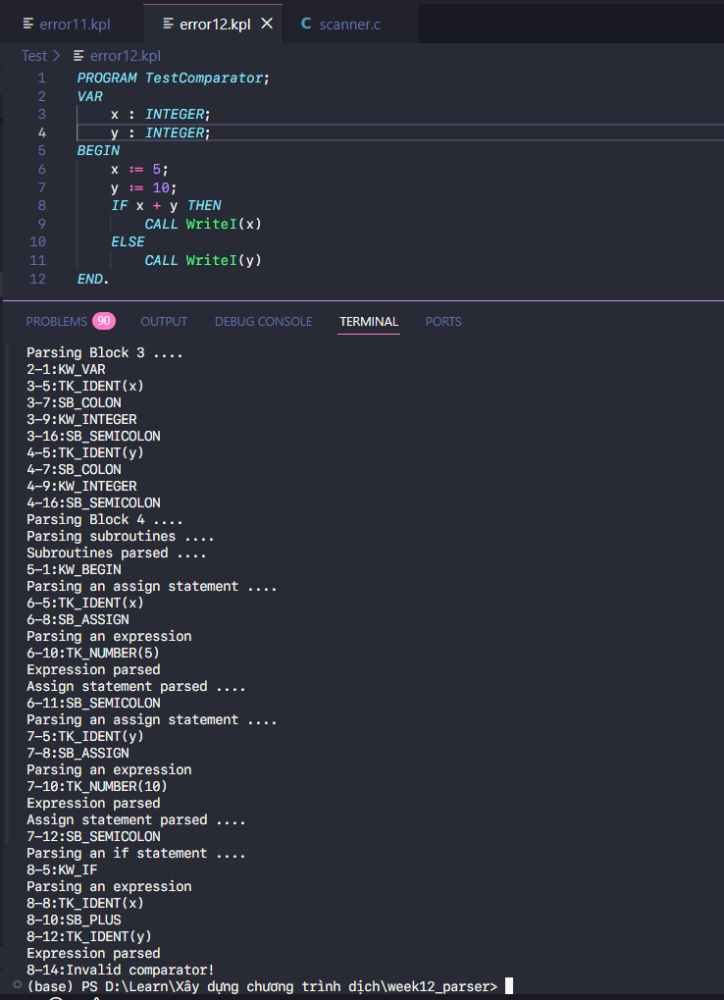 error11.kpl error12.kpl C scanner.c
Test > error12.kpl
1 PROGRAM TestComparator;
2 VAR
3 x : INTEGER;
4 y : INTEGER;
5 BEGIN
6 x := 5;
7 y := 10;
8 IF x + y THEN
9 CALL WriteI(x)
10 ELSE
11 CALL WriteI(y)
12 END.
PROBLEMS 90 OUTPUT DEBUG CONSOLE TERMINAL PORTS
Parsing Block 3 ....
2-1:KW_VAR
3-5:TK_IDENT(x)
3-7:SB_COLON
3-9:KW_INTEGER
3-16:SB_SEMICOLON
4-5:TK_IDENT(y)
4-7:SB_COLON
4-9:KW_INTEGER
4-16:SB_SEMICOLON
Parsing Block 4 ....
Parsing subroutines ....
Subroutines parsed ....
5-1:KW_BEGIN
Parsing an assign statement ....
6-5:TK_IDENT(x)
6-8:SB_ASSIGN
Parsing an expression
6-10:TK_NUMBER(5)
Expression parsed
Assign statement parsed ....
6-11:SB_SEMICOLON
Parsing an assign statement ....
7-5:TK_IDENT(y)
7-8:SB_ASSIGN
Parsing an expression
7-10:TK_NUMBER(10)
Expression parsed
Assign statement parsed ....
7-12:SB_SEMICOLON
Parsing an if statement ....
8-5:KW_IF
Parsing an expression
8-8:TK_IDENT(x)
8-10:SB_PLUS
8-12:TK_IDENT(y)
Expression parsed
8-14:Invalid comparator!
(base) PS D:\Learn\Xây dựng chương trình dịch\week12_parser>